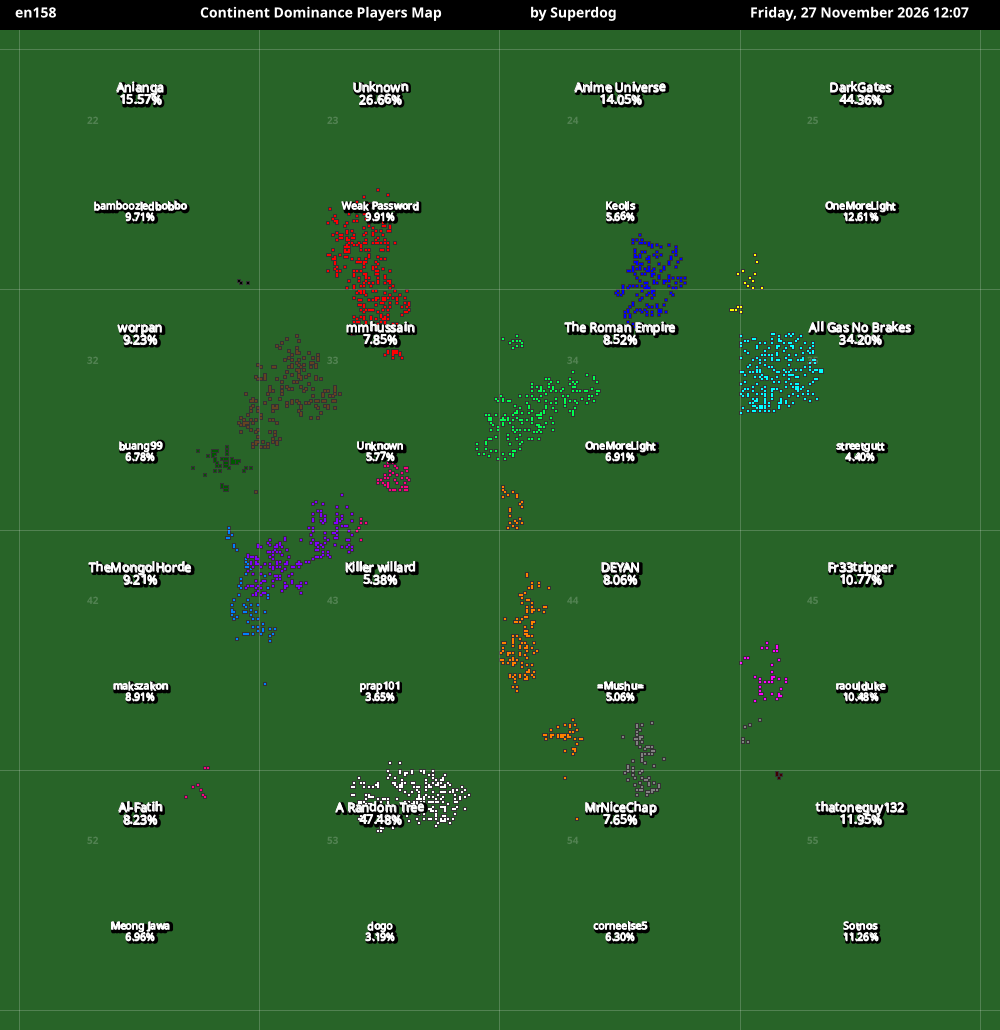 en158 Continent Dominance Players Map by Superdog Friday, 27 November 2026 12:07
Anlanga Unknown Anime Universe DarkGates
15.57% 26.66% 14.05% 44.36%
22 23 24 25
bamboozledbobbo Weak Password Keolis OneMoreLight
9.71% 9.91% 5.66% 12.61%
worpan mmhussain The Roman Empire All Gas No Brakes
9.23% 7.85% 8.52% 34.20%
32 33 34
buang99 Unknown OneMoreLight streetgutt
6.78% 5.77% 6.91% 4.40%
TheMongolHorde Killer willard DEYAN Fr33tripper
9.21% 5.38% 8.06% 10.77%
42 43 44 45
makszakon prap101 =Mushu= raoulduke
8.91% 3.65% 5.06% 10.48%
Al-Fatih A Random Tree MrNiceChap thatoneguy132
8.23% 47.48% 7.65% 11.95%
52 53 54 55
Meong Jawa dogo corneelse5 Somos
6.96% 3.19% 6.30% 11.26%